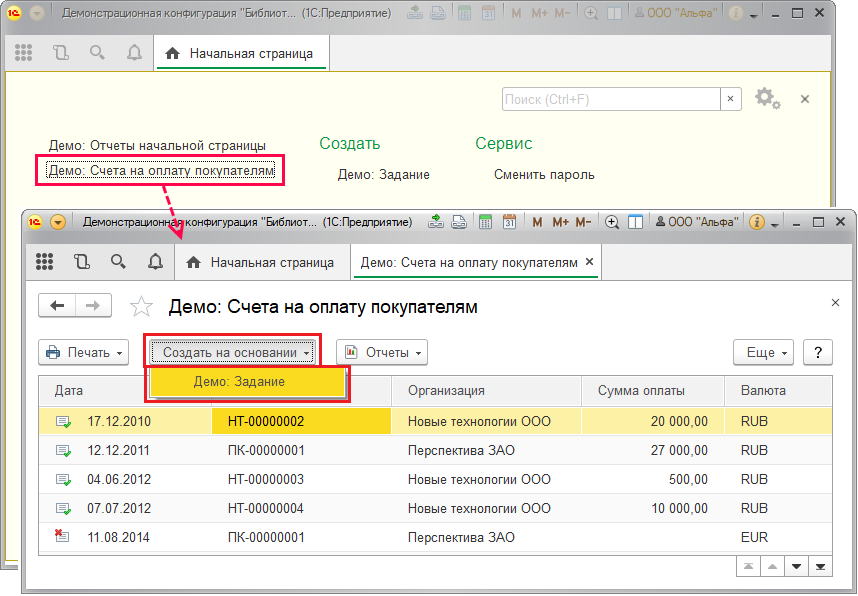 1С Демонстрационная конфигурация "Библиот... (1С:Предприятие) 31 M M+ M− ООО "Альфа" i
Начальная страница
Поиск (Ctrl+F) ×
Демо: Отчеты начальной страницы
Создать
Сервис
Демо: Счета на оплату покупателям
Демо: Задание
Сменить пароль
1С Демонстрационная конфигурация "Библиот... (1С:Предприятие) 31 M M+ M− ООО "Альфа" i
Начальная страница
Демо: Счета на оплату покупателям ×
Демо: Счета на оплату покупателям
Печать
Создать на основании
Отчеты
Еще
?
Демо: Задание
Дата Организация Сумма оплаты Валюта
17.12.2010 НТ-00000002 Новые технологии ООО 20 000,00 RUB
12.12.2011 ПК-00000001 Перспектива ЗАО 27 000,00 RUB
04.06.2012 НТ-00000003 Новые технологии ООО 500,00 RUB
07.07.2012 НТ-00000004 Новые технологии ООО 10 000,00 RUB
11.08.2014 ПК-00000001 Перспектива ЗАО EUR